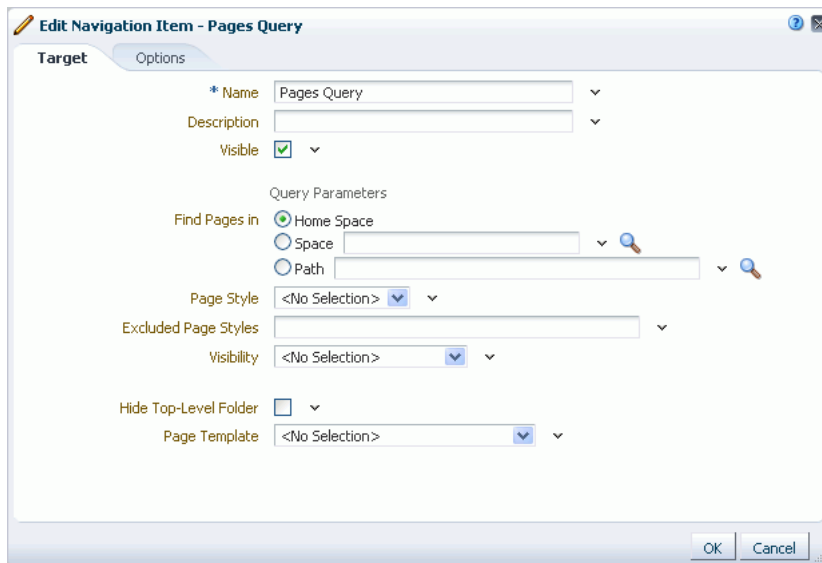 Edit Navigation Item - Pages Query
Target Options
* Name Pages Query
Description
Visible
Query Parameters
Find Pages in Home Space
Space
Path
Page Style <No Selection>
Excluded Page Styles
Visibility <No Selection>
Hide Top-Level Folder
Page Template <No Selection>
OK Cancel